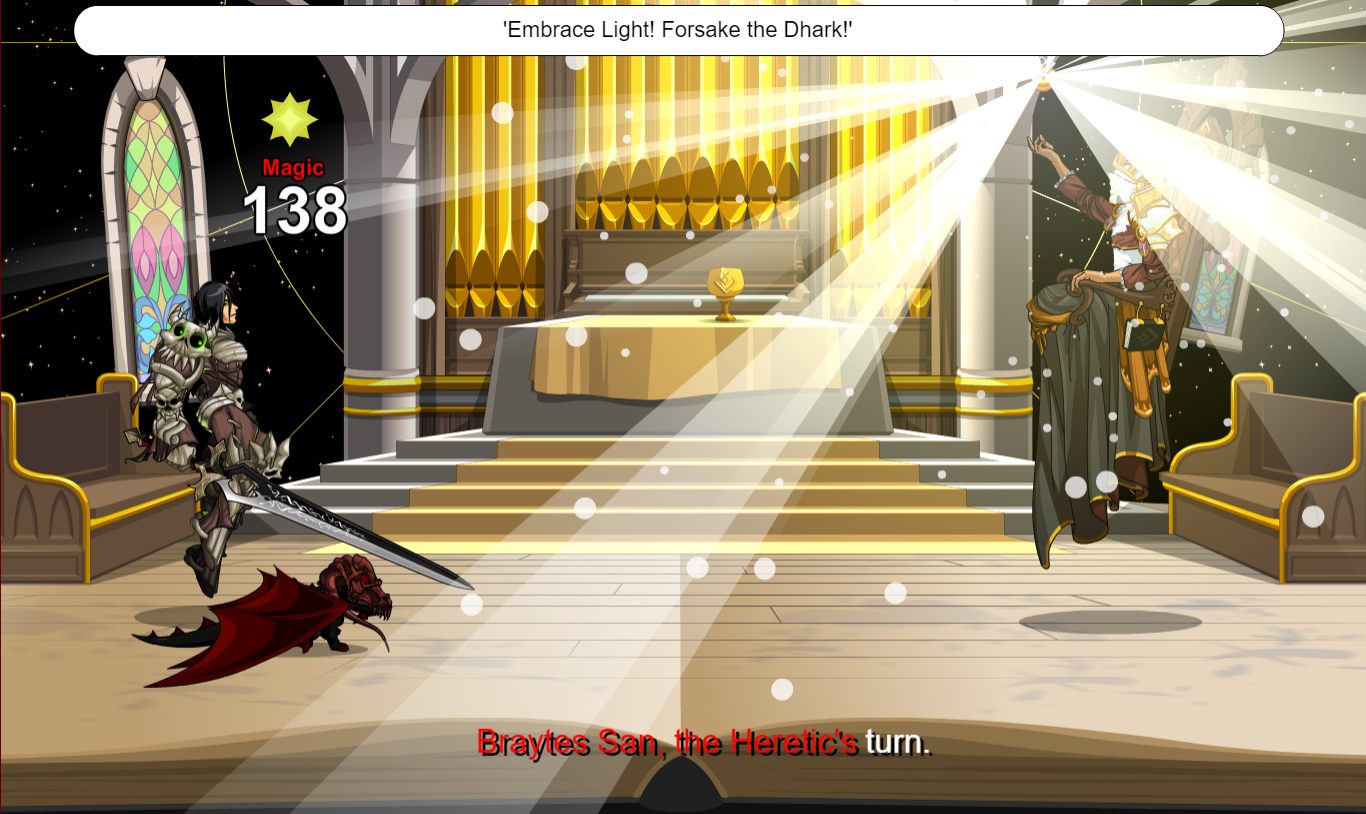 'Embrace Light! Forsake the Dhark!'
Magic
138
Braytes San, the Heretic's turn.